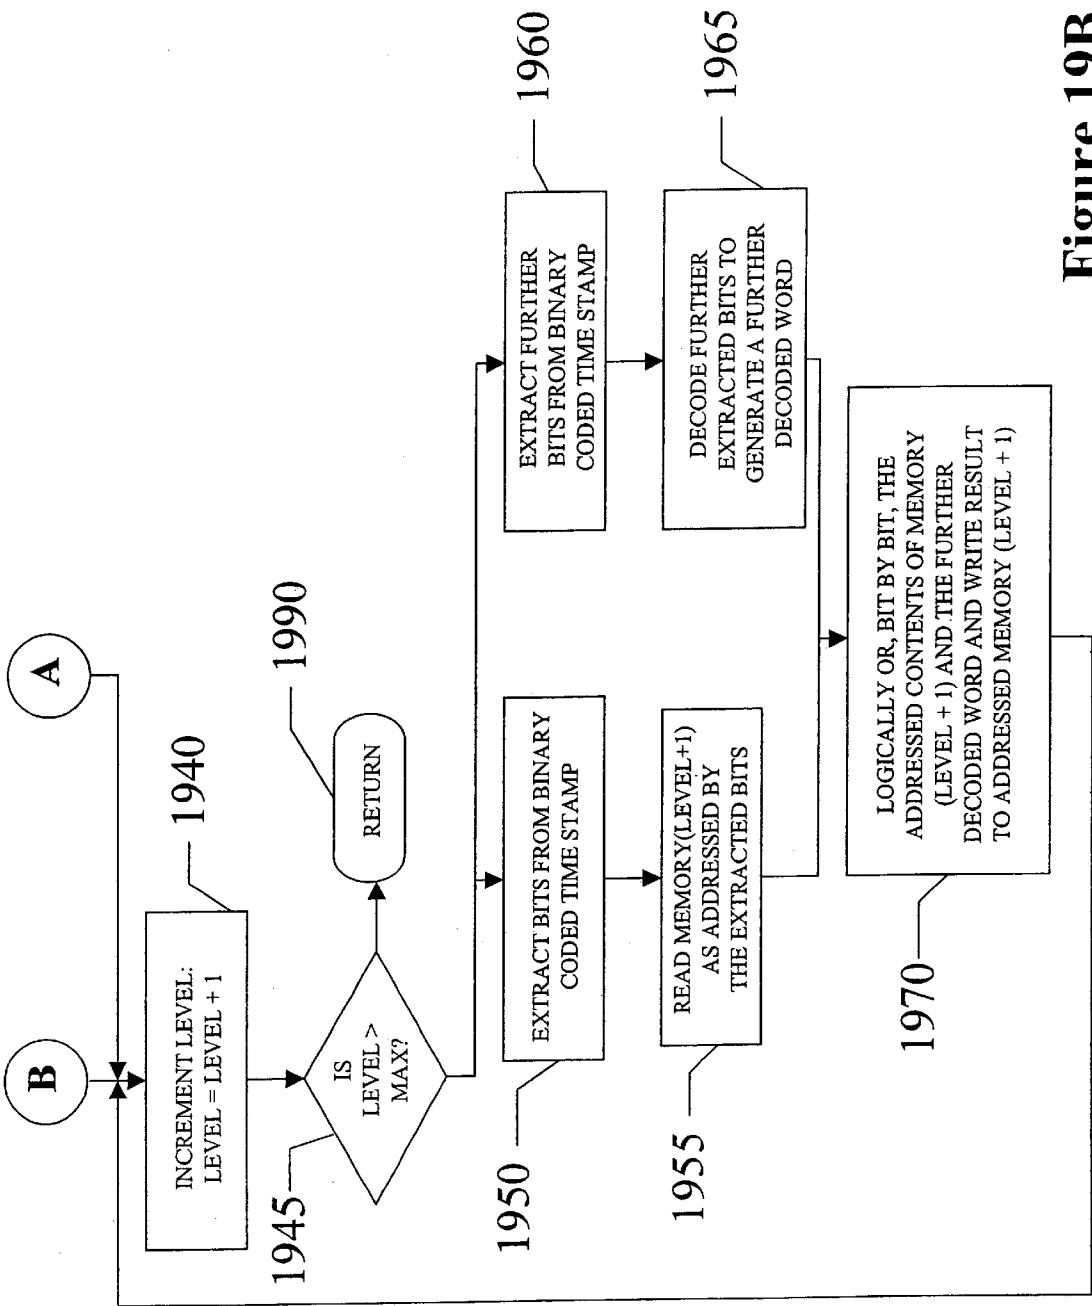 A
B
INCREMENT LEVEL:
LEVEL = LEVEL + 1
1940
IS
LEVEL >
MAX?
1945
RETURN
1990
EXTRACT BITS FROM BINARY
CODED TIME STAMP
1950
EXTRACT FURTHER
BITS FROM BINARY
CODED TIME STAMP
1960
READ MEMORY(LEVEL+1)
AS ADDRESSED BY
THE EXTRACTED BITS
1955
DECODE FURTHER
EXTRACTED BITS TO
GENERATE A FURTHER
DECODED WORD
1965
LOGICALLY OR, BIT BY BIT, THE
ADDRESSED CONTENTS OF MEMORY
(LEVEL + 1) AND THE FURTHER
DECODED WORD AND WRITE RESULT
TO ADDRESSED MEMORY (LEVEL + 1)
1970
Figure 19B